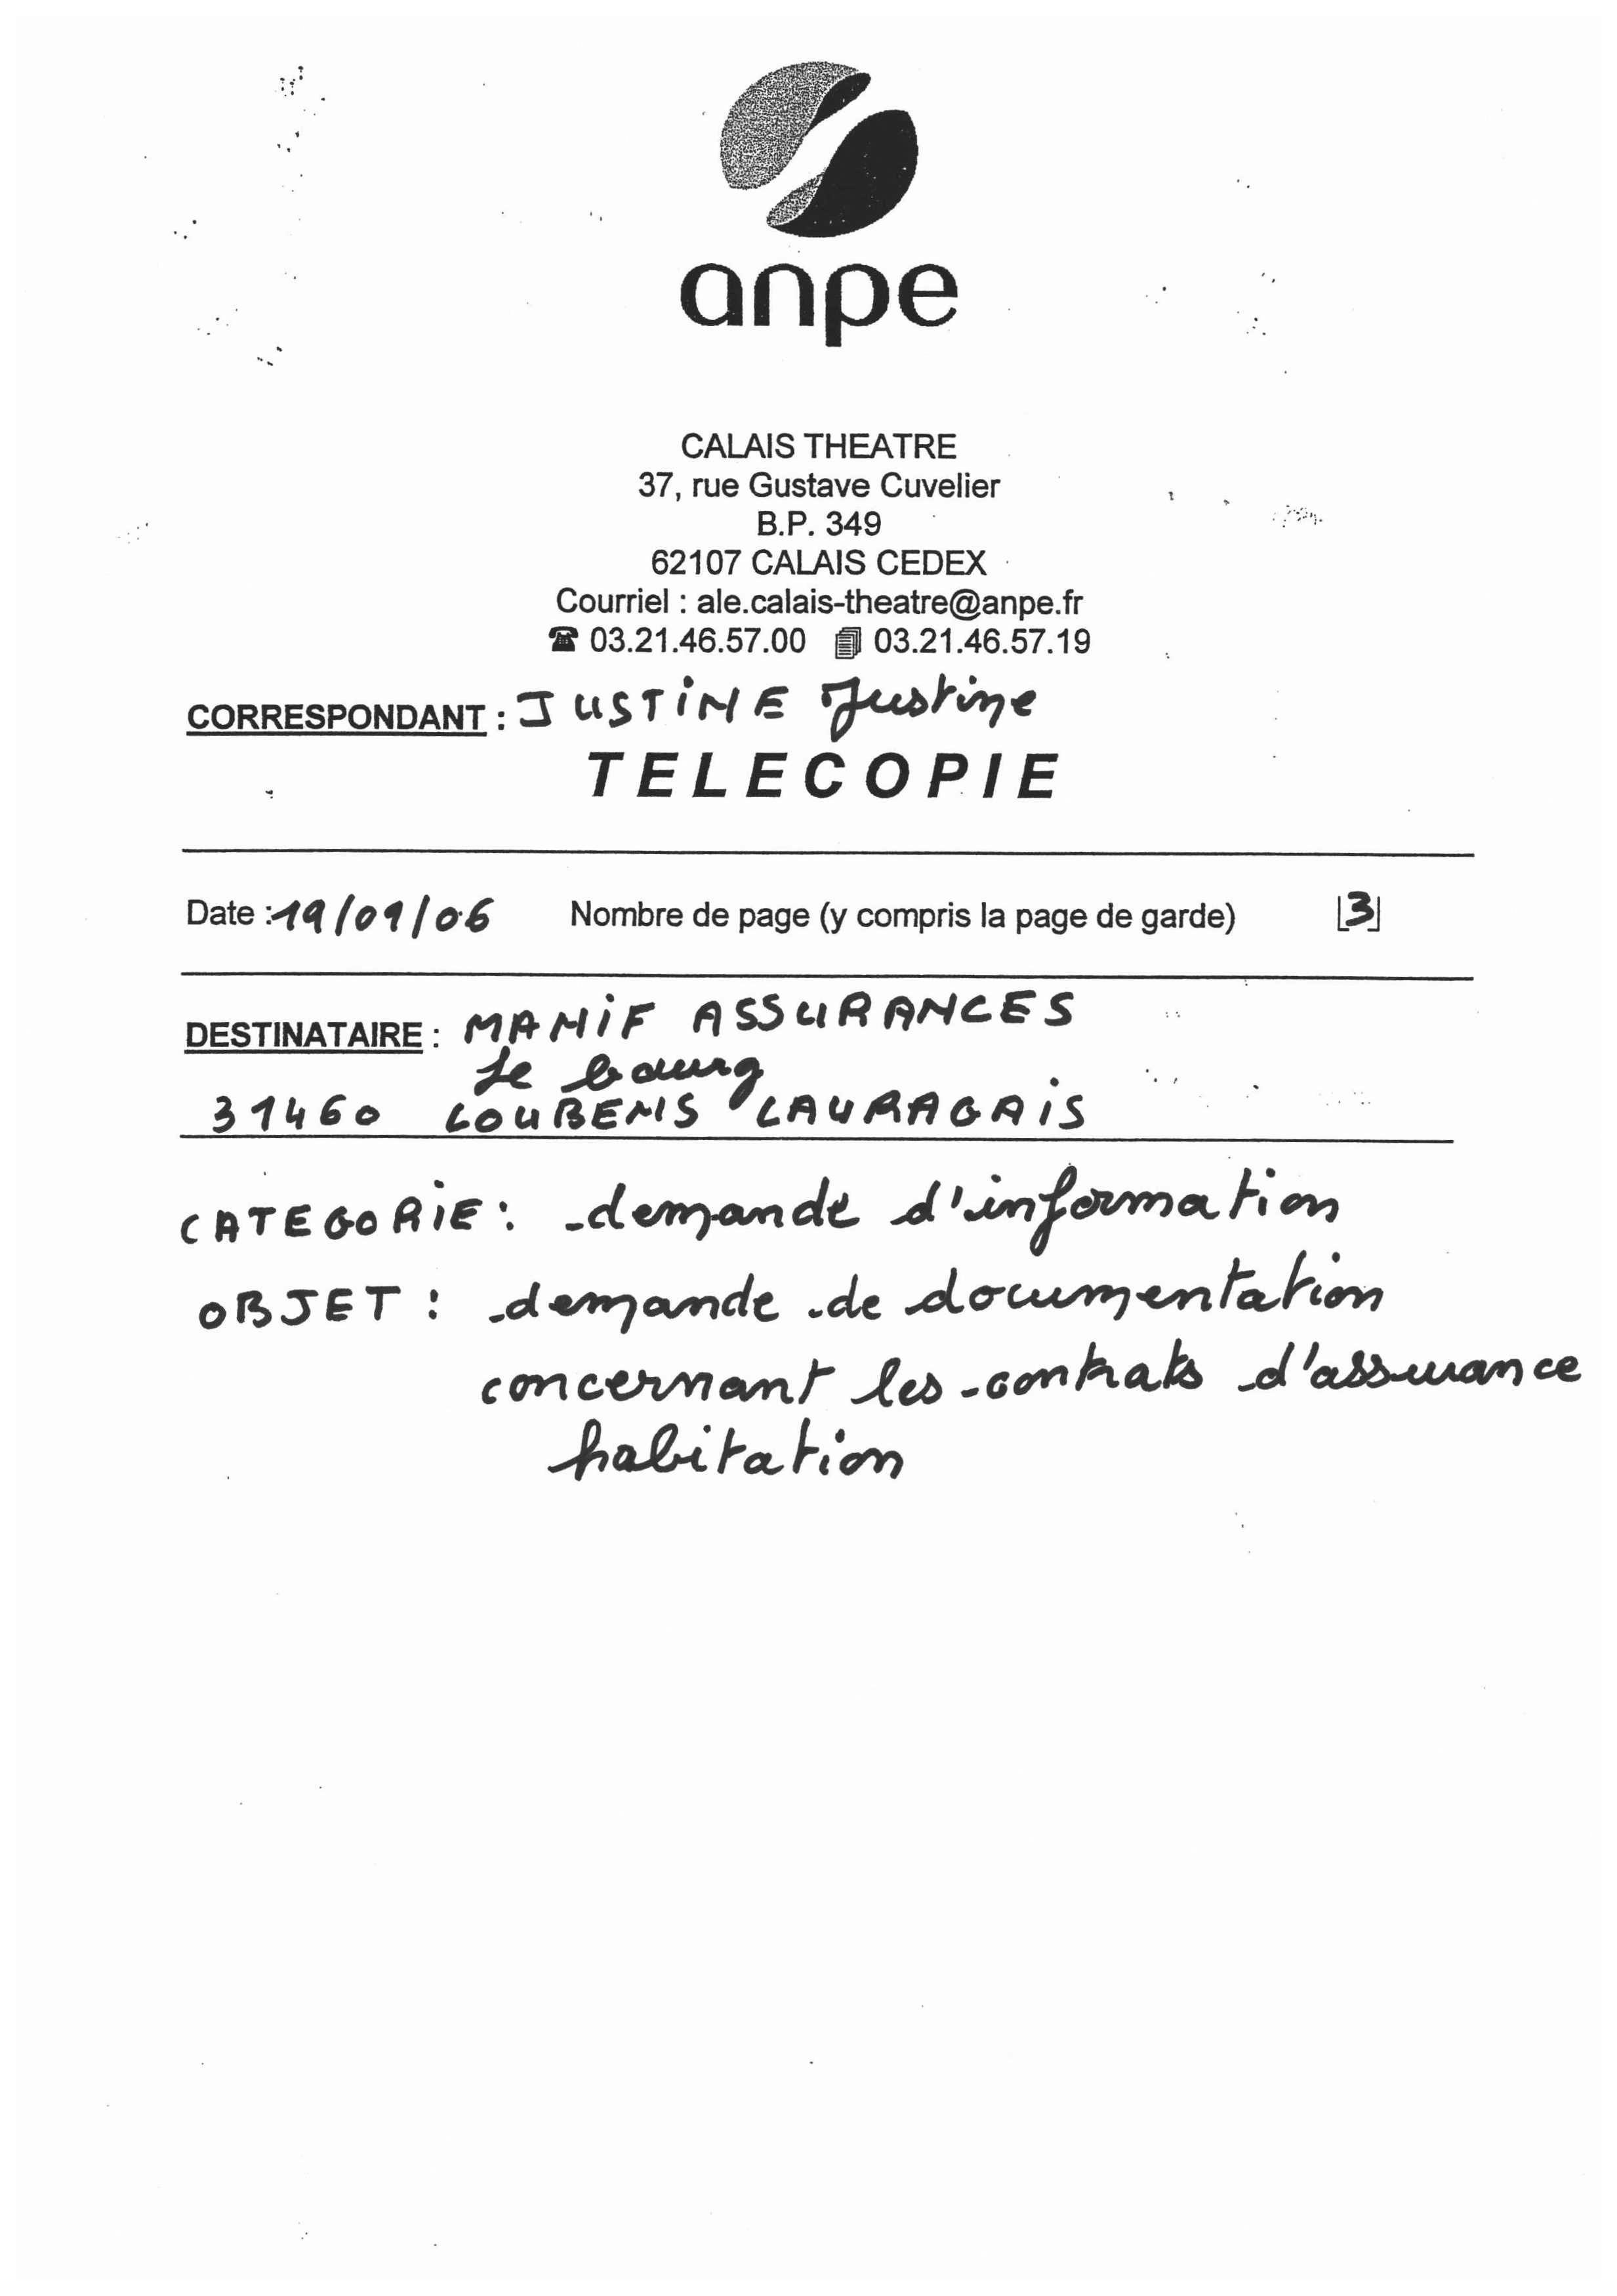 anpe
CALAIS THEATRE
37, rue Gustave Cuvelier
B.P. 349
62107 CALAIS CEDEX
Courriel : ale.calais-theatre@anpe.fr
☎ 03.21.46.57.00 03.21.46.57.19
CORRESPONDANT : JUSTINE Justine
TELECOPIE
Date : 19/01/06 Nombre de page (y compris la page de garde) |3|
DESTINATAIRE : MANIF ASSURANCES
Le bourg
31460 LOUBENS LAURAGAIS
CATEGORIE : demande d'information
OBJET : demande de documentation
concernant les contrats d'assurance
habitation